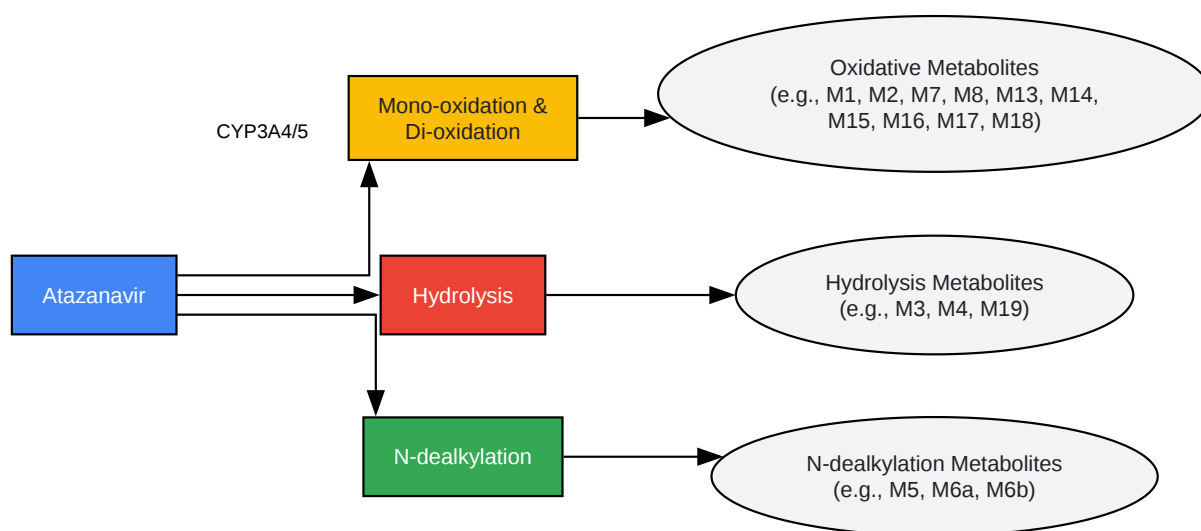 CYP3A4/5
Mono-oxidation &
Di-oxidation
Oxidative Metabolites
(e.g., M1, M2, M7, M8, M13, M14,
M15, M16, M17, M18)
Atazanavir
Hydrolysis
Hydrolysis Metabolites
(e.g., M3, M4, M19)
N-dealkylation
N-dealkylation Metabolites
(e.g., M5, M6a, M6b)